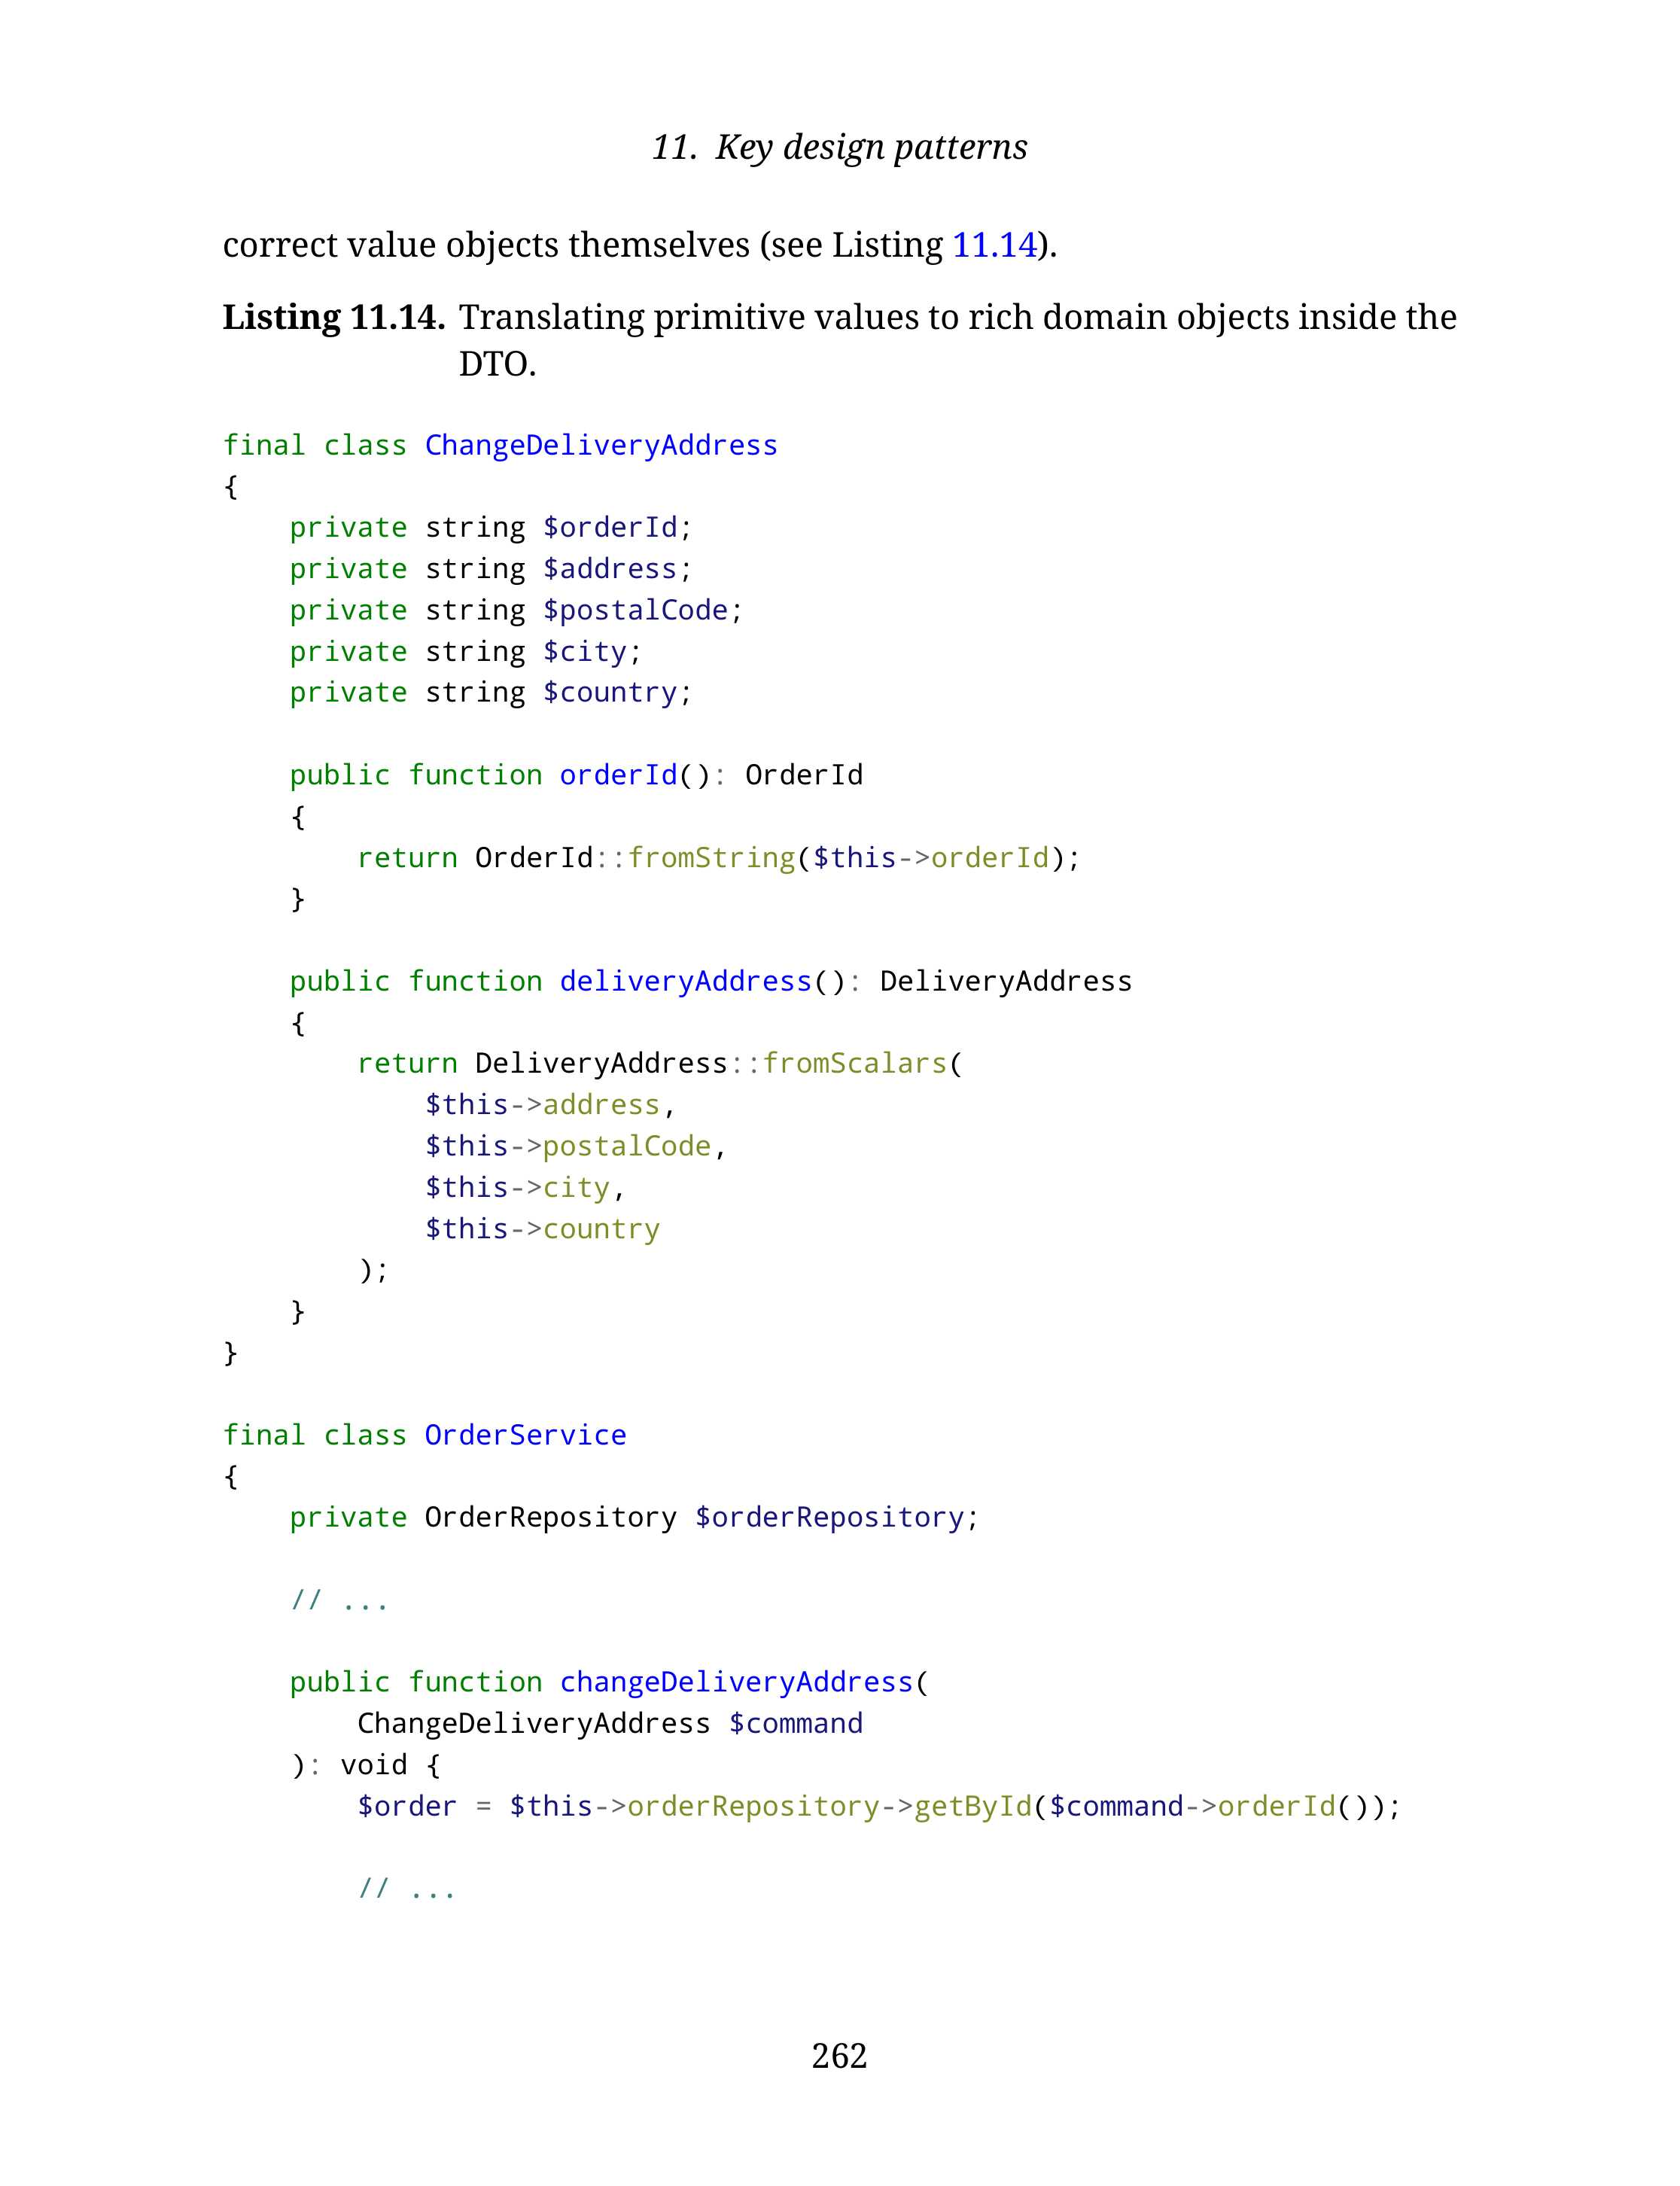 11. Key design patterns
correct value objects themselves (see Listing 11.14).
Listing 11.14. Translating primitive values to rich domain objects inside the
DTO.
final class ChangeDeliveryAddress
{
    private string $orderId;
    private string $address;
    private string $postalCode;
    private string $city;
    private string $country;

    public function orderId(): OrderId
    {
        return OrderId::fromString($this->orderId);
    }

    public function deliveryAddress(): DeliveryAddress
    {
        return DeliveryAddress::fromScalars(
            $this->address,
            $this->postalCode,
            $this->city,
            $this->country
        );
    }
}

final class OrderService
{
    private OrderRepository $orderRepository;

    // ...

    public function changeDeliveryAddress(
        ChangeDeliveryAddress $command
    ): void {
        $order = $this->orderRepository->getById($command->orderId());

        // ...
262